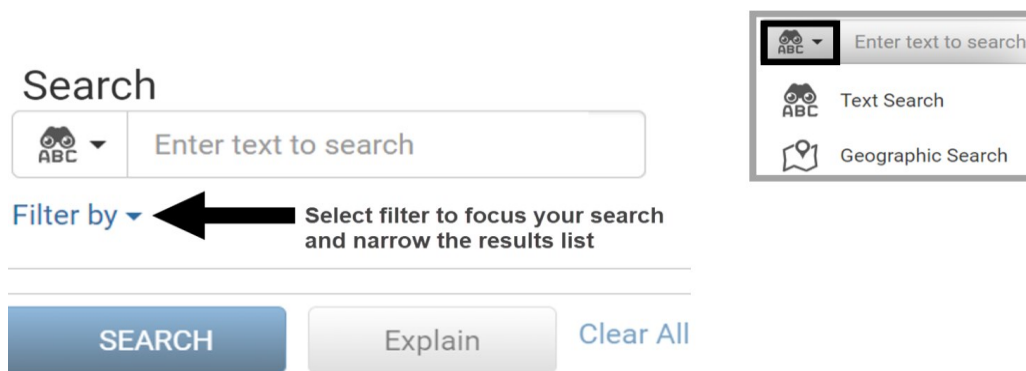 Search
ABC
Enter text to search
Filter by
Select filter to focus your search
and narrow the results list
SEARCH
Explain
Clear All
ABC
Enter text to search
ABC
Text Search
Geographic Search